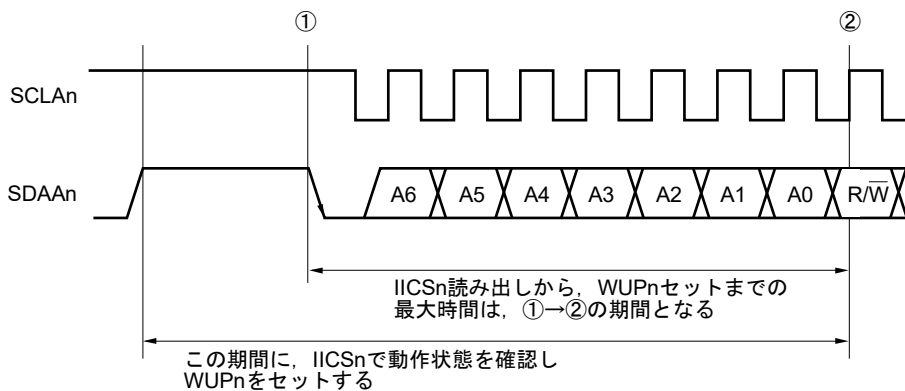 ① ②
SCLAn
SDAAn A6 A5 A4 A3 A2 A1 A0 R/W̅
IICSn読み出しから，WUPnセットまでの
最大時間は，①→②の期間となる
この期間に，IICSnで動作状態を確認し
WUPnをセットする